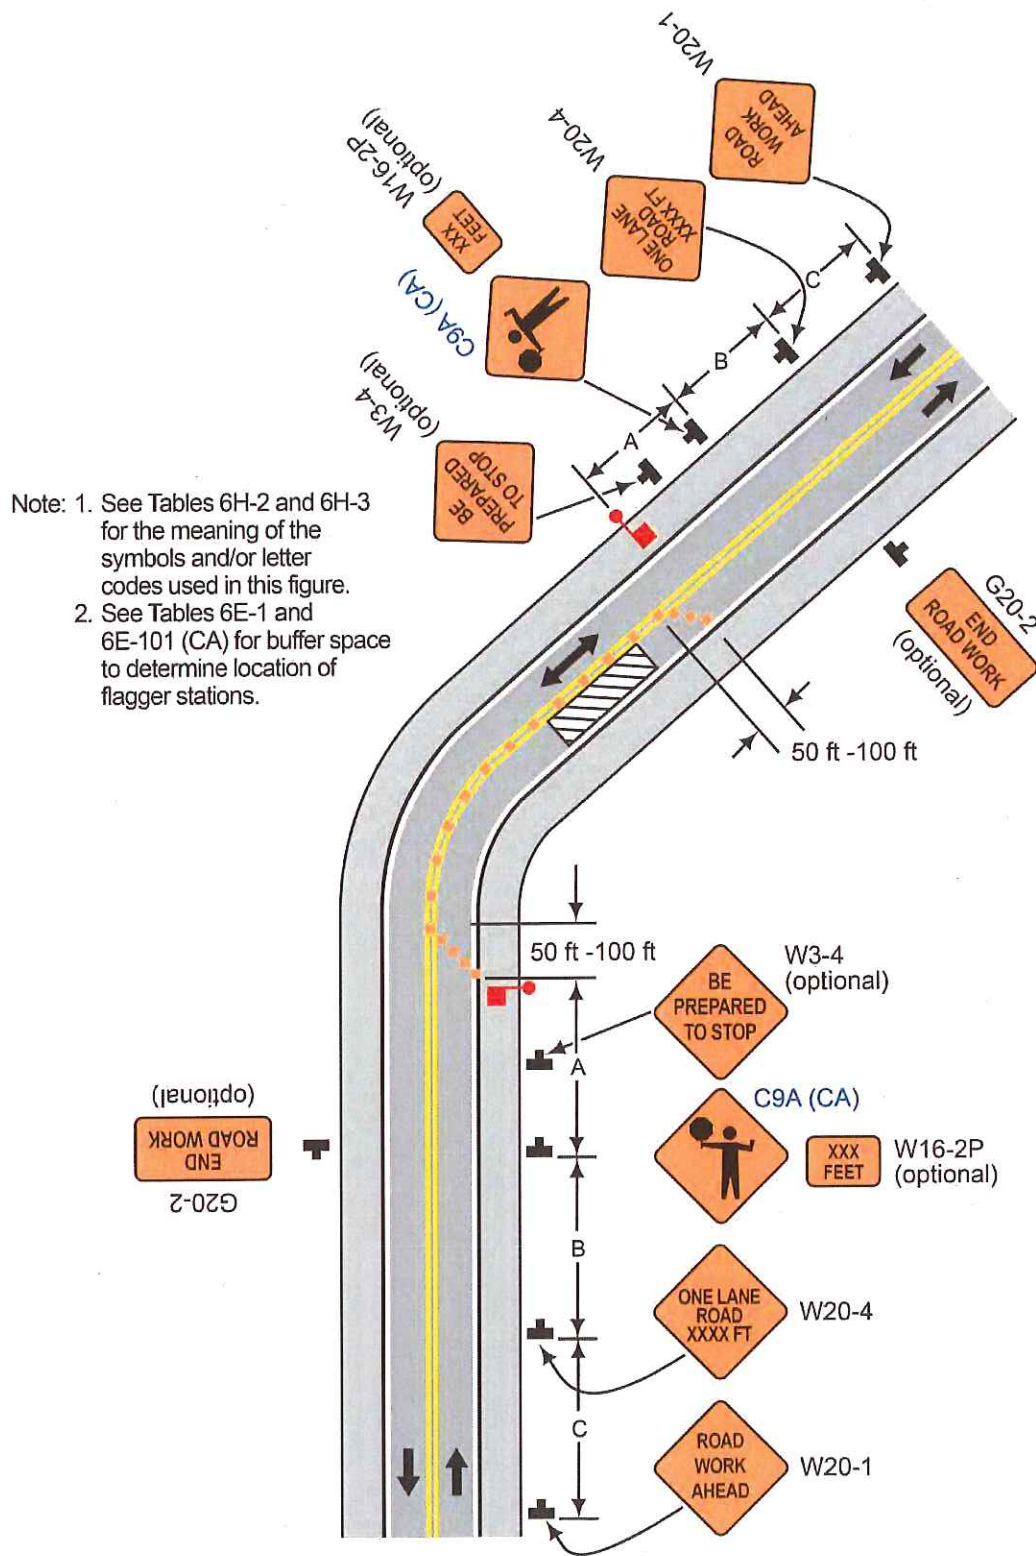 W20-1
ROAD
WORK
AHEAD
W20-4
ONE LANE
ROAD
XXXX FT
W16-2P
(optional)
XXX
FEET
C9A (CA)
W3-4
(optional)
BE
PREPARED
TO STOP
C
B
A
Note: 1. See Tables 6H-2 and 6H-3
for the meaning of the
symbols and/or letter
codes used in this figure.
2. See Tables 6E-1 and
6E-101 (CA) for buffer space
to determine location of
flagger stations.
G20-2
END
ROAD WORK
(optional)
50 ft -100 ft
50 ft -100 ft
BE
PREPARED
TO STOP
W3-4
(optional)
A
C9A (CA)
XXX
FEET
W16-2P
(optional)
G20-2
END
ROAD WORK
(optional)
B
ONE LANE
ROAD
XXXX FT
W20-4
C
ROAD
WORK
AHEAD
W20-1